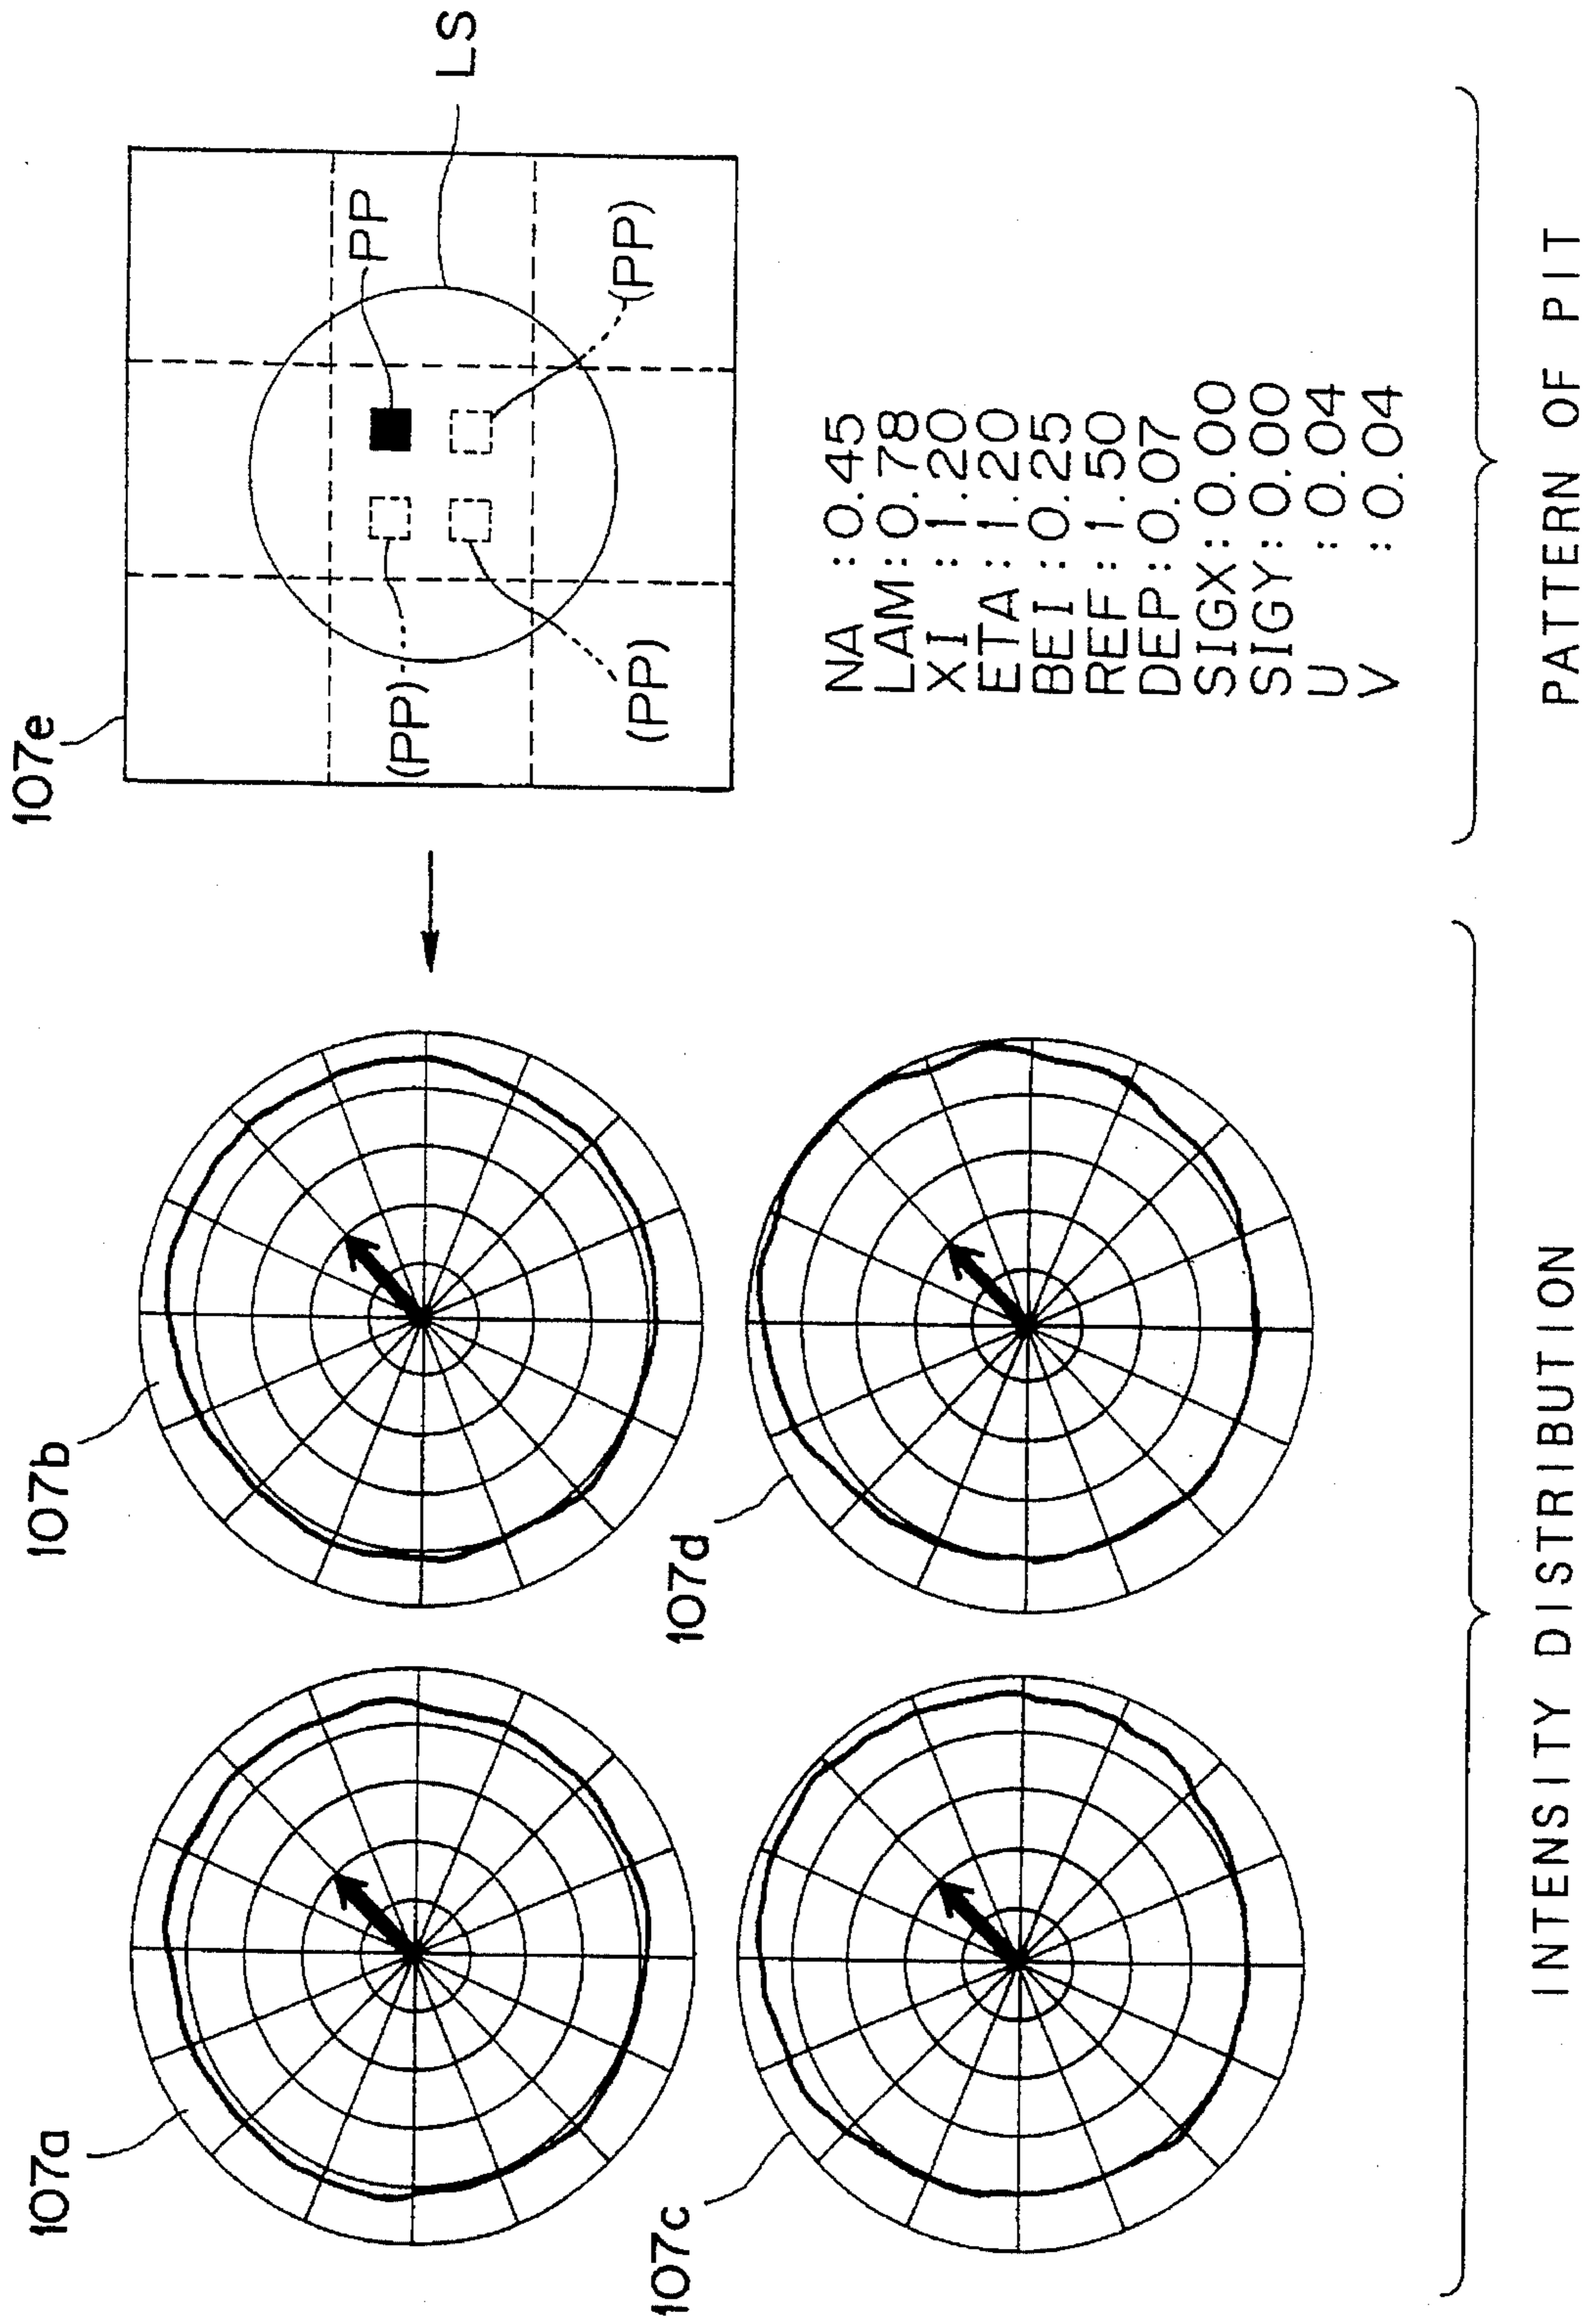 107a
107b
107c
107d
107e
LS
PP
(PP)
(PP)
(PP)
NA : 0.45
LAM : 0.78
XI : 1.20
ETA : 1.20
BEI : 0.25
REF : 1.50
DEP : 0.07
SIGX : 0.00
SIGY : 0.00
U : 0.04
V : 0.04
INTENSITY DISTRIBUTION
PATTERN OF PIT